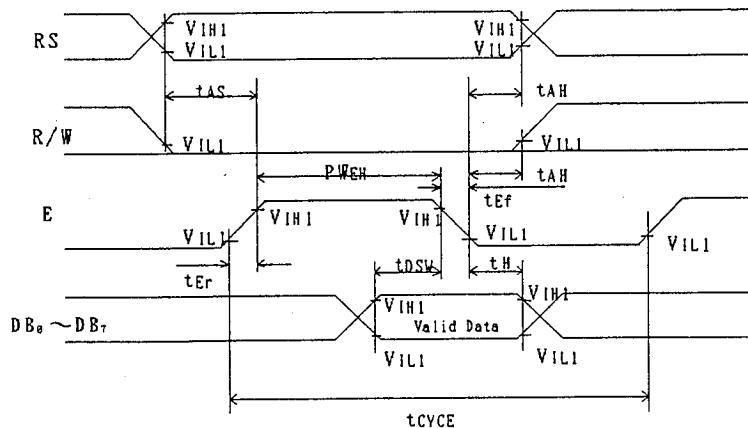 RS
VIH1
VIL1
VIH1
VIL1
tAS
tAH
R/W
VIL1
VIL1
tAH
PWEH
tEf
E
VIL1
VIH1
VIH1
VIL1
VIL1
tEr
tDSW
tH
DB₀ ~DB₇
VIH1
Valid Data
VIH1
VIL1
VIL1
tCYCE